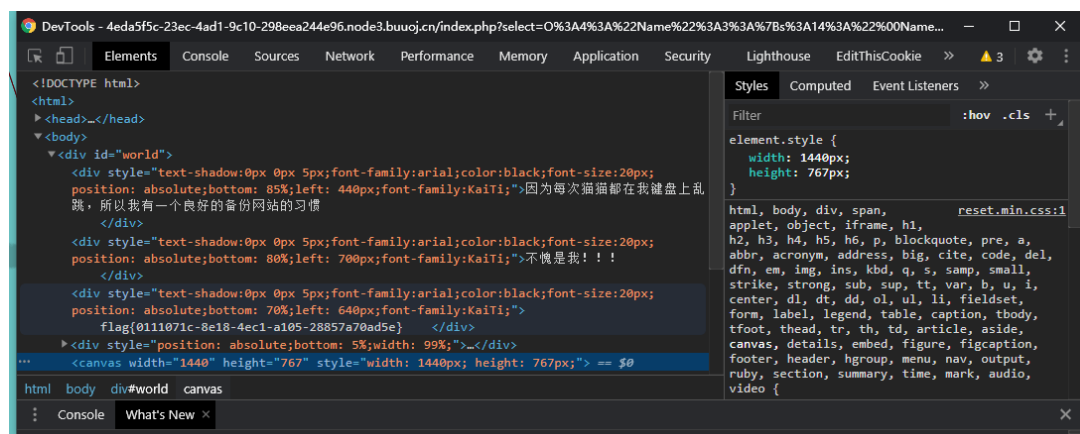 DevTools - 4eda5f5c-23ec-4ad1-9c10-298eea244e96.node3.buuoj.cn/index.php?select=O%3A4%3A%22Name%22%3A3%3A%7Bs%3A14%3A%22%00Name...
Elements Console Sources Network Performance Memory Application Security Lighthouse EditThisCookie » 3
<!DOCTYPE html>
<html>
<head>…</head>
<body>
<div id="world">
<div style="text-shadow:0px 0px 5px;font-family:arial;color:black;font-size:20px;
position: absolute;bottom: 85%;left: 440px;font-family:KaiTi;">因为每次猫猫都在我键盘上乱
跳，所以我有一个良好的备份网站的习惯
</div>
<div style="text-shadow:0px 0px 5px;font-family:arial;color:black;font-size:20px;
position: absolute;bottom: 80%;left: 700px;font-family:KaiTi;">不愧是我！！！
</div>
<div style="text-shadow:0px 0px 5px;font-family:arial;color:black;font-size:20px;
position: absolute;bottom: 70%;left: 640px;font-family:KaiTi;">
flag{0111071c-8e18-4ec1-a105-28857a70ad5e} </div>
<div style="position: absolute;bottom: 5%;width: 99%;">…</div>
<canvas width="1440" height="767" style="width: 1440px; height: 767px;"> == $0
html body div#world canvas
Styles Computed Event Listeners »
Filter :hov .cls +
element.style {
width: 1440px;
height: 767px;
}
html, body, div, span, reset.min.css:1
applet, object, iframe, h1,
h2, h3, h4, h5, h6, p, blockquote, pre, a,
abbr, acronym, address, big, cite, code, del,
dfn, em, img, ins, kbd, q, s, samp, small,
strike, strong, sub, sup, tt, var, b, u, i,
center, dl, dt, dd, ol, ul, li, fieldset,
form, label, legend, table, caption, tbody,
tfoot, thead, tr, th, td, article, aside,
canvas, details, embed, figure, figcaption,
footer, header, hgroup, menu, nav, output,
ruby, section, summary, time, mark, audio,
video {
Console What's New ×